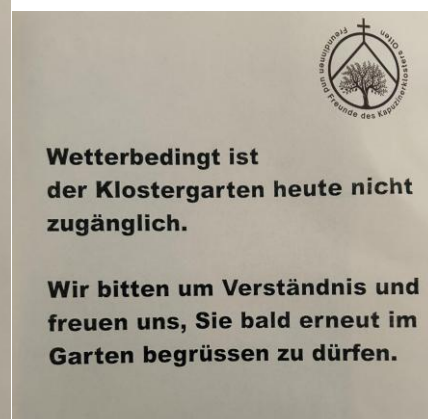 Freundinnen und Freunde des Kapuzinerklosters Olten
Wetterbedingt ist
der Klostergarten heute nicht
zugänglich.
Wir bitten um Verständnis und
freuen uns, Sie bald erneut im
Garten begrüssen zu dürfen.